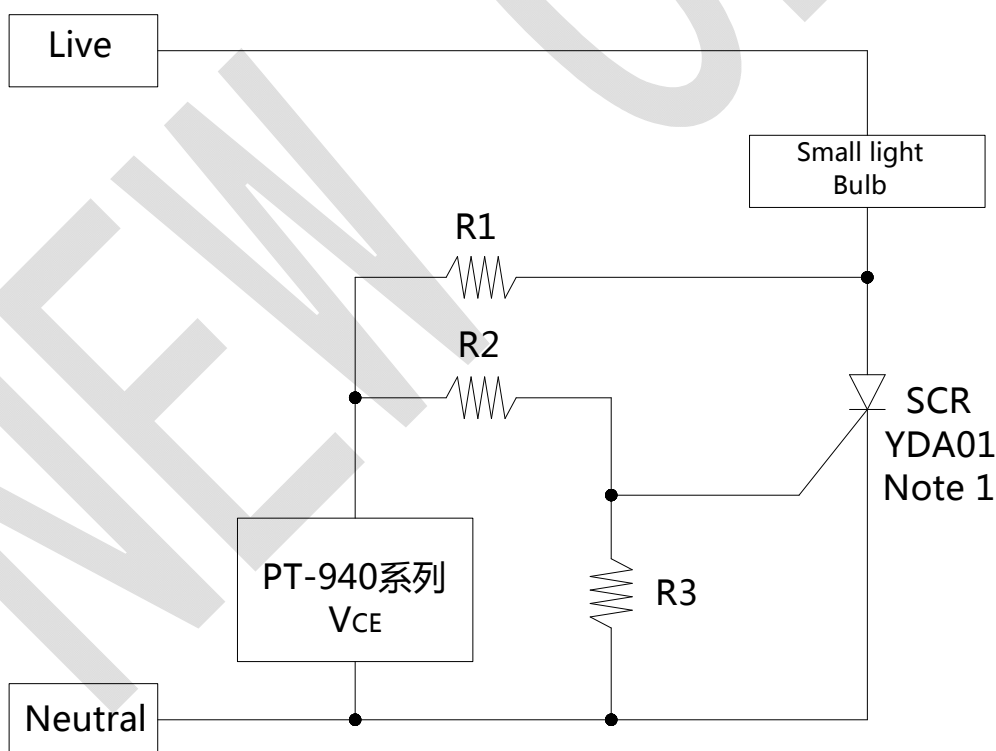 NEW
Live
Small light
Bulb
R1
R2
SCR
YDA01
Note 1
PT-940系列
VCE
R3
Neutral